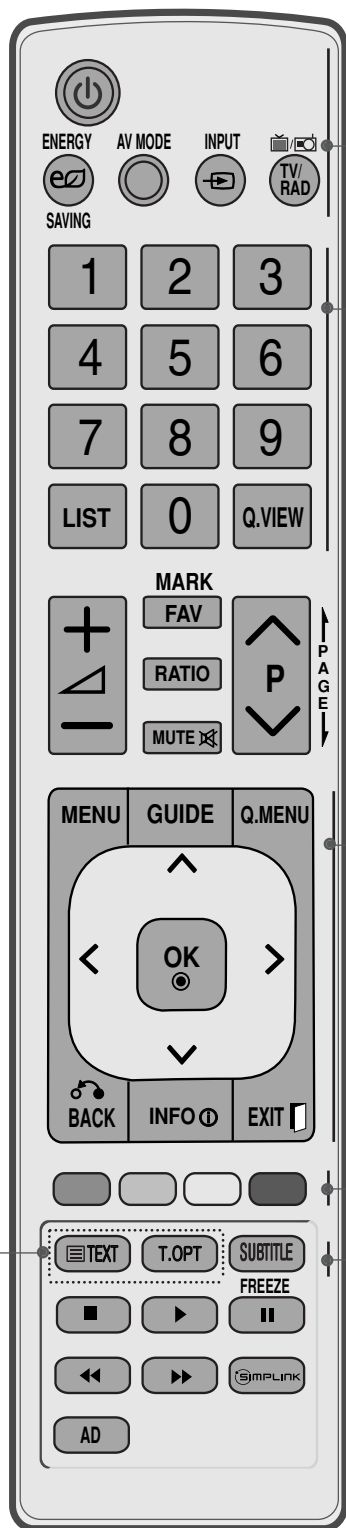 ENERGY AV MODE INPUT
TV/
RAD
SAVING
1 2 3
4 5 6
7 8 9
LIST 0 Q.VIEW
MARK
FAV
RATIO
P
MUTE
PAGE
MENU GUIDE Q.MENU
OK
BACK INFO EXIT
TEXT T.OPT SUBTITLE
FREEZE
SIMPLINK
AD